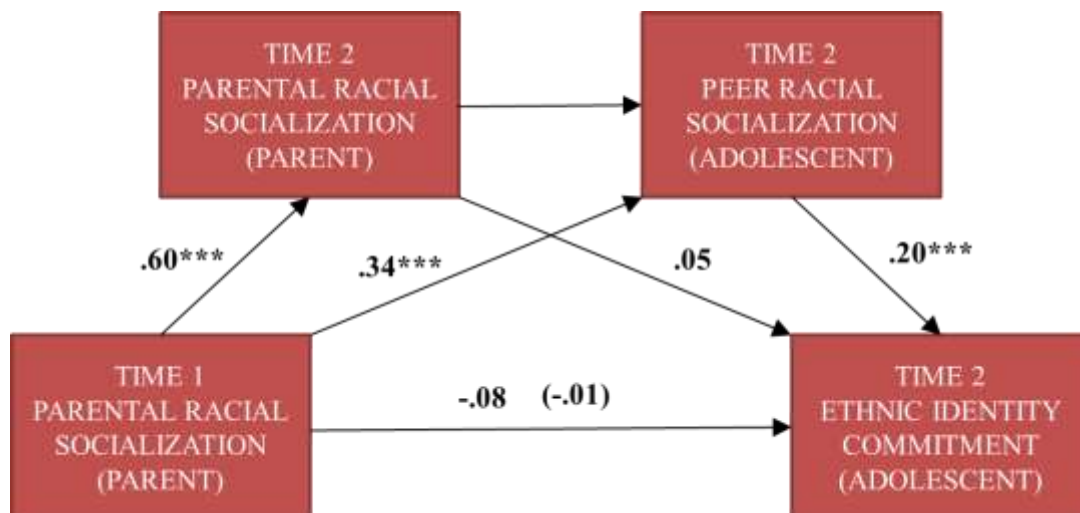 TIME 2
PARENTAL RACIAL
SOCIALIZATION
(PARENT)
TIME 2
PEER RACIAL
SOCIALIZATION
(ADOLESCENT)
.60***
.34***
.05
.20***
TIME 1
PARENTAL RACIAL
SOCIALIZATION
(PARENT)
-.08 (-.01)
TIME 2
ETHNIC IDENTITY
COMMITMENT
(ADOLESCENT)